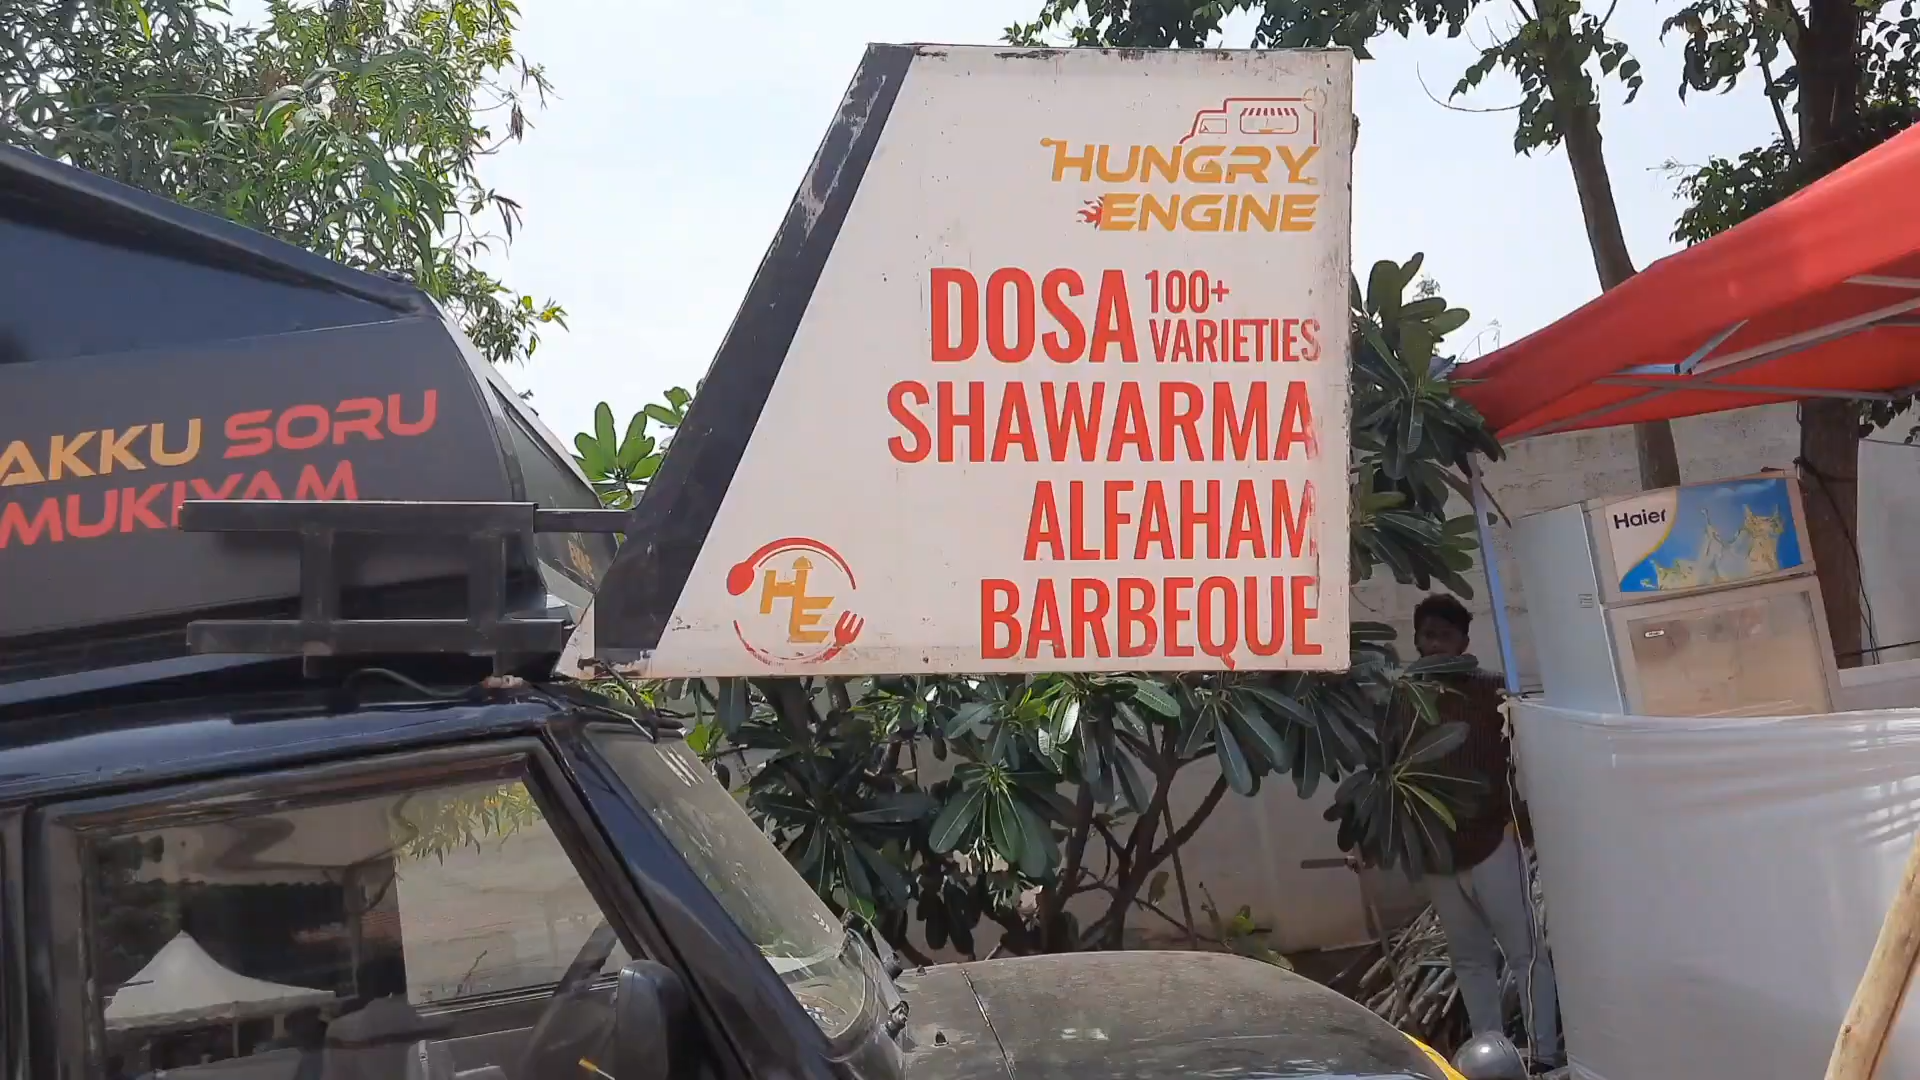 HUNGRY
ENGINE
DOSA 100+
VARIETIES
SHAWARMA
ALFAHAM
BARBEQUE
HE
AKKU SORU
MUKIYAM
Haier